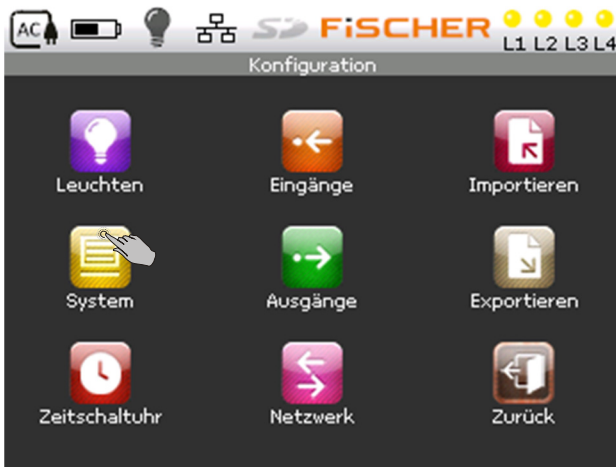 AC SD FiSCHER L1 L2 L3 L4
Konfiguration
Leuchten Eingänge Importieren
System Ausgänge Exportieren
Zeitschaltuhr Netzwerk Zurück